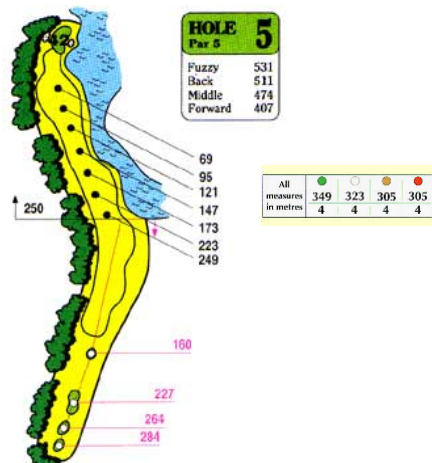 HOLE 5
Par 5
Fuzzy 531
Back 511
Middle 474
Forward 407
69
95
121
147
173
223
249
250
160
227
264
284
All measures in metres
349 323 305 305
4 4 4 4